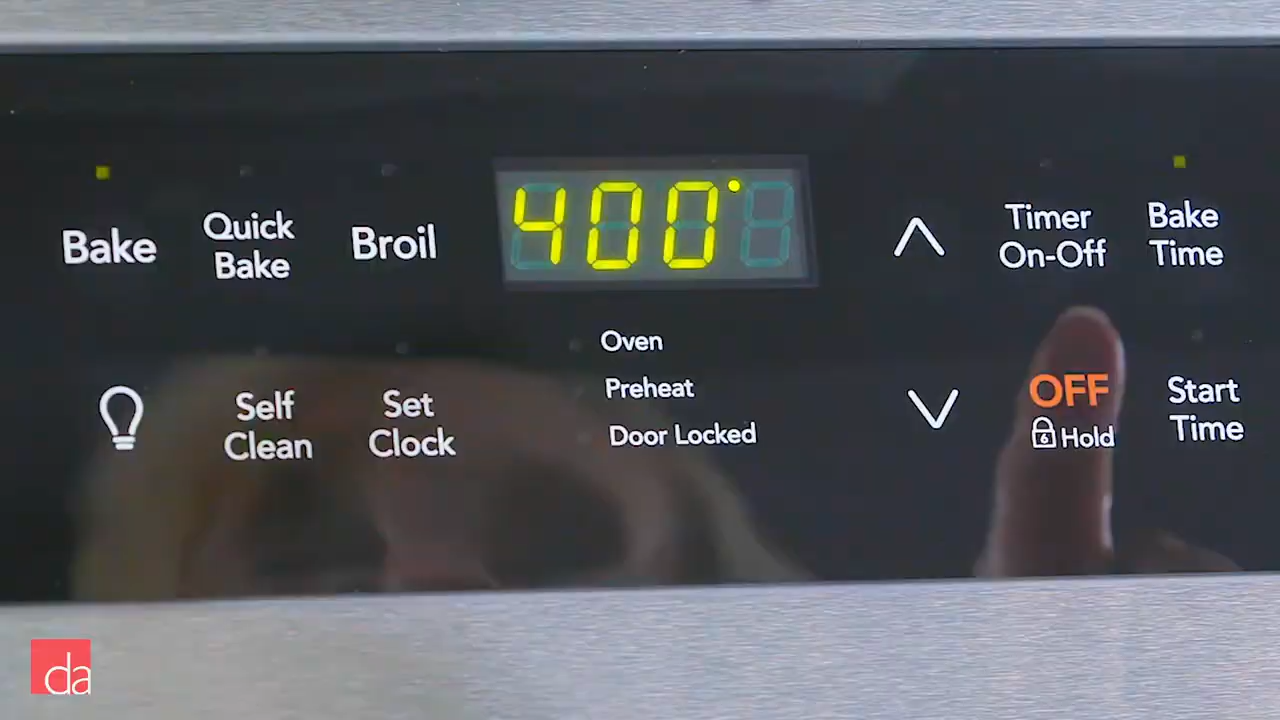 Bake
Quick
Bake
Broil
400°
Timer
On-Off
Bake
Time
Self
Clean
Set
Clock
Oven
Preheat
Door Locked
OFF
6 Hold
Start
Time
da